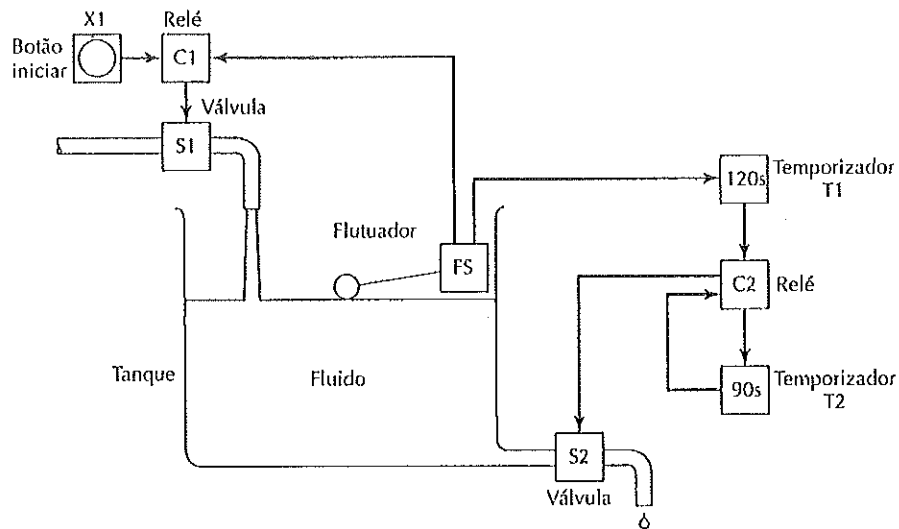 X1
Relé
Botão
iniciar
C1
Válvula
S1
Flutuador
FS
120s
Temporizador
T1
C2
Relé
Tanque
Fluido
90s
Temporizador
T2
S2
Válvula